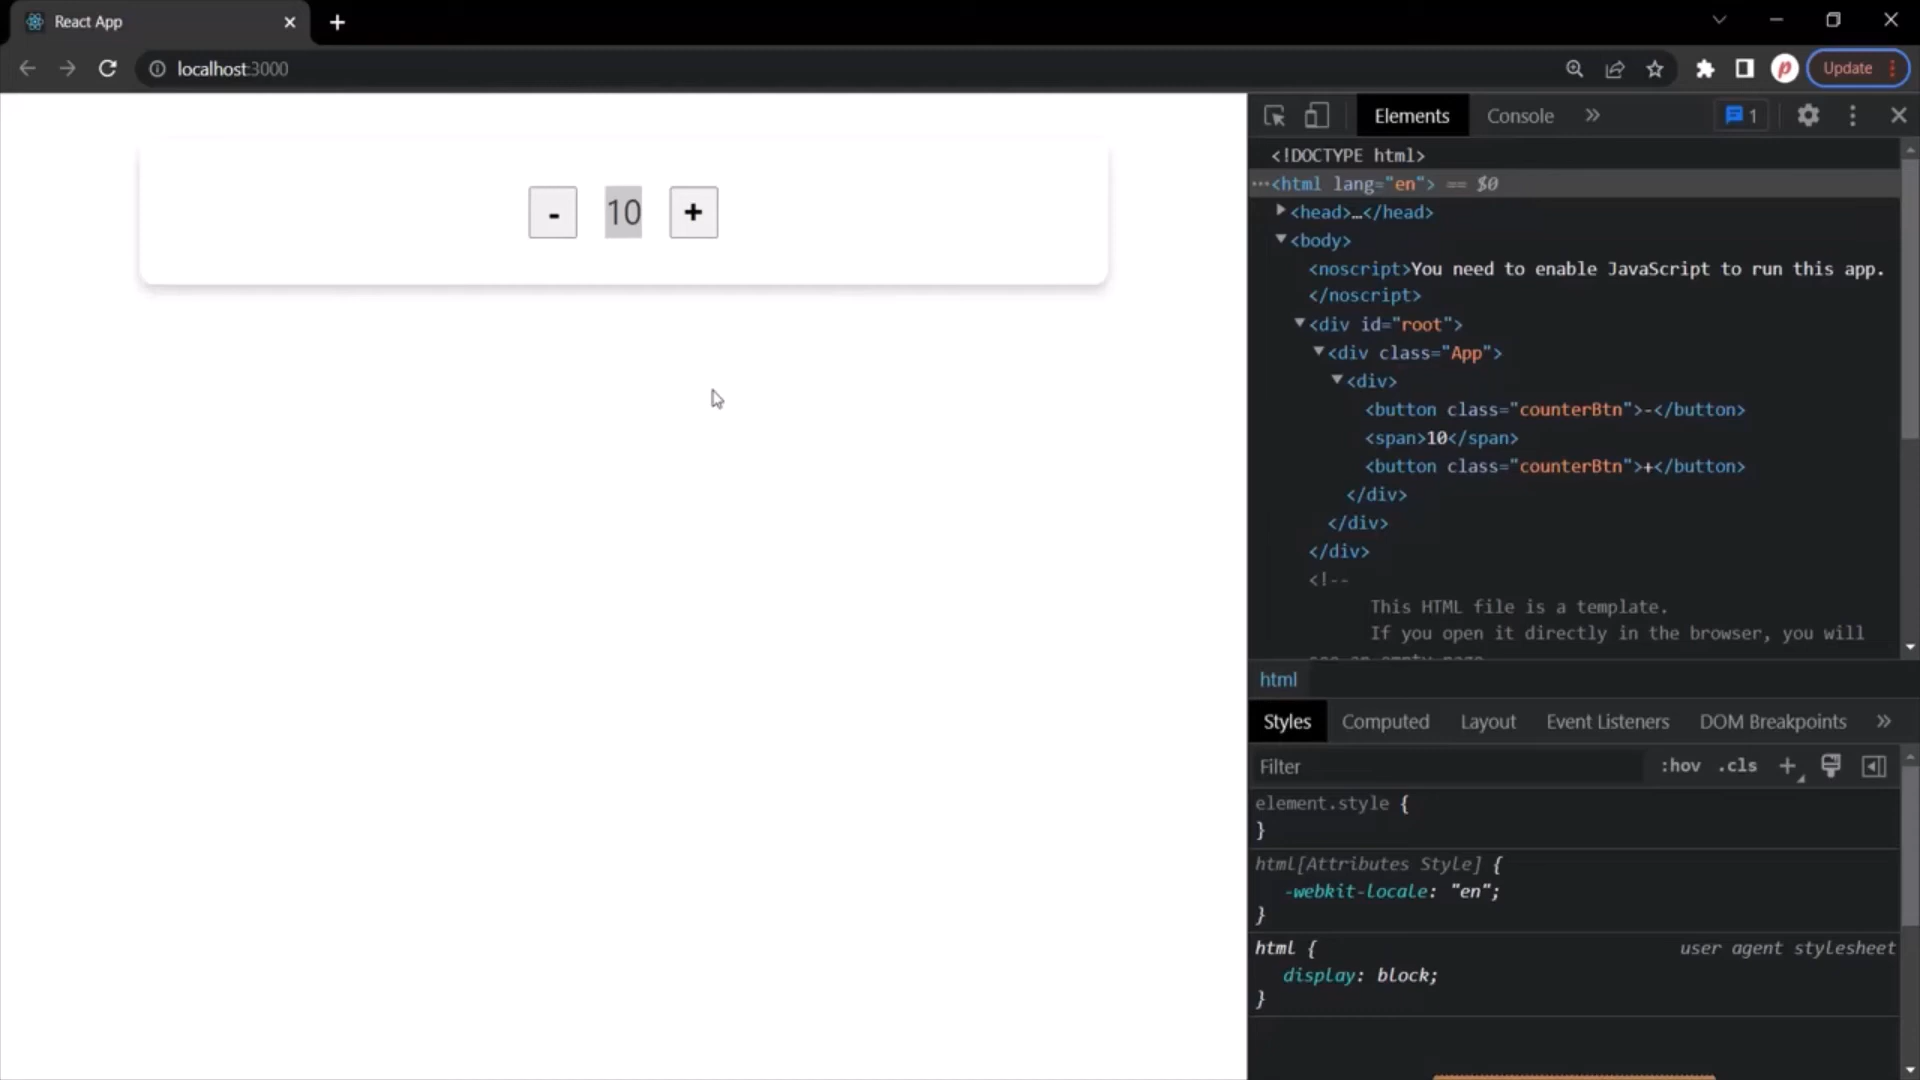 React App
localhost:3000
Update
- 10 +
Elements Console » 1
<!DOCTYPE html>
···<html lang="en"> == $0
<head>…</head>
<body>
<noscript>You need to enable JavaScript to run this app.
</noscript>
<div id="root">
<div class="App">
<div>
<button class="counterBtn">-</button>
<span>10</span>
<button class="counterBtn">+</button>
</div>
</div>
</div>
<!--
This HTML file is a template.
If you open it directly in the browser, you will
see an empty page
html
Styles Computed Layout Event Listeners DOM Breakpoints »
Filter :hov .cls +
element.style {
}
html[Attributes Style] {
-webkit-locale: "en";
}
html { user agent stylesheet
display: block;
}